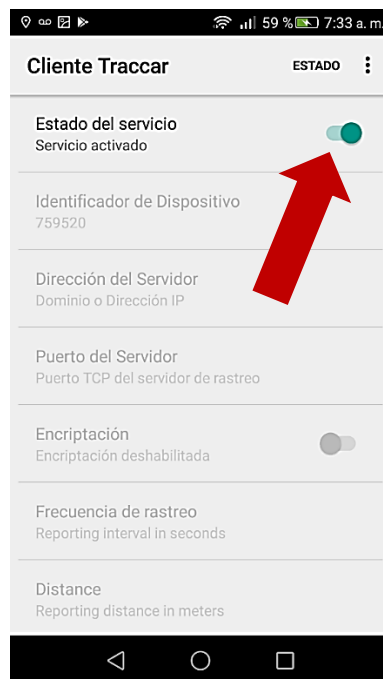 59 % 7:33 a. m.
Cliente Traccar ESTADO
Estado del servicio
Servicio activado
Identificador de Dispositivo
759520
Dirección del Servidor
Dominio o Dirección IP
Puerto del Servidor
Puerto TCP del servidor de rastreo
Encriptación
Encriptación deshabilitada
Frecuencia de rastreo
Reporting interval in seconds
Distance
Reporting distance in meters